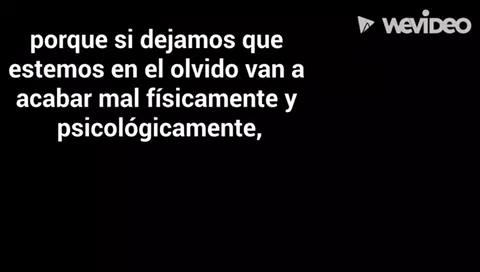 porque si dejamos que
estemos en el olvido van a
acabar mal físicamente y
psicológicamente,
WEVIDEO